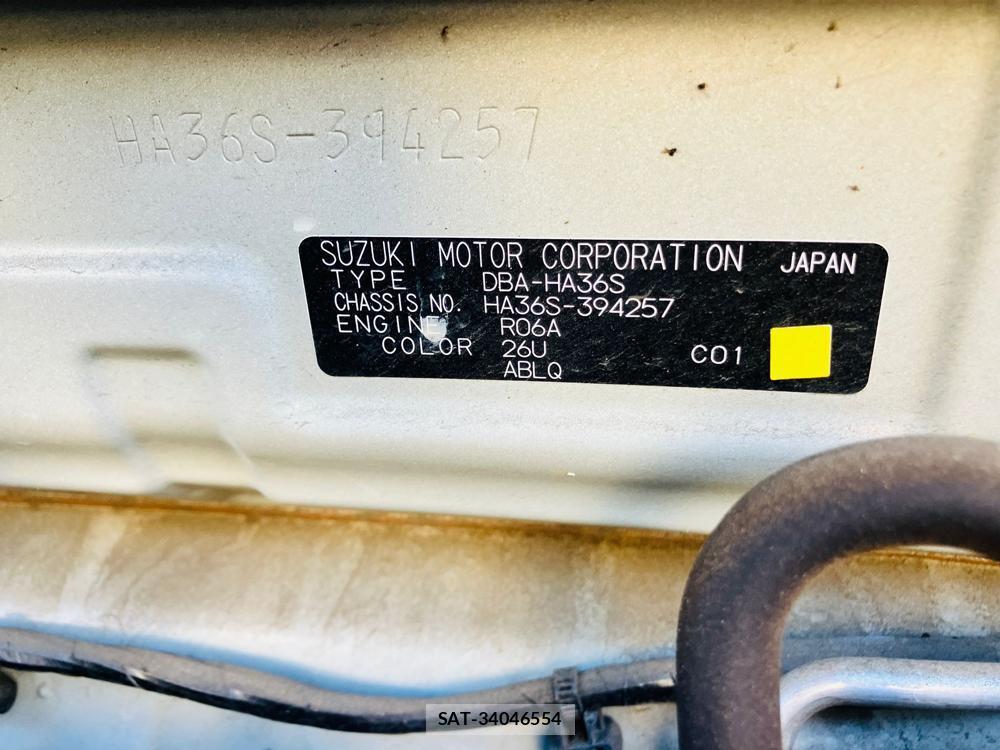 HA36S-394257
SUZUKI MOTOR CORPORATION JAPAN
TYPE DBA-HA36S
CHASSIS NO. HA36S-394257
ENGINE R06A
COLOR 26U C01
ABLQ
SAT-34046554